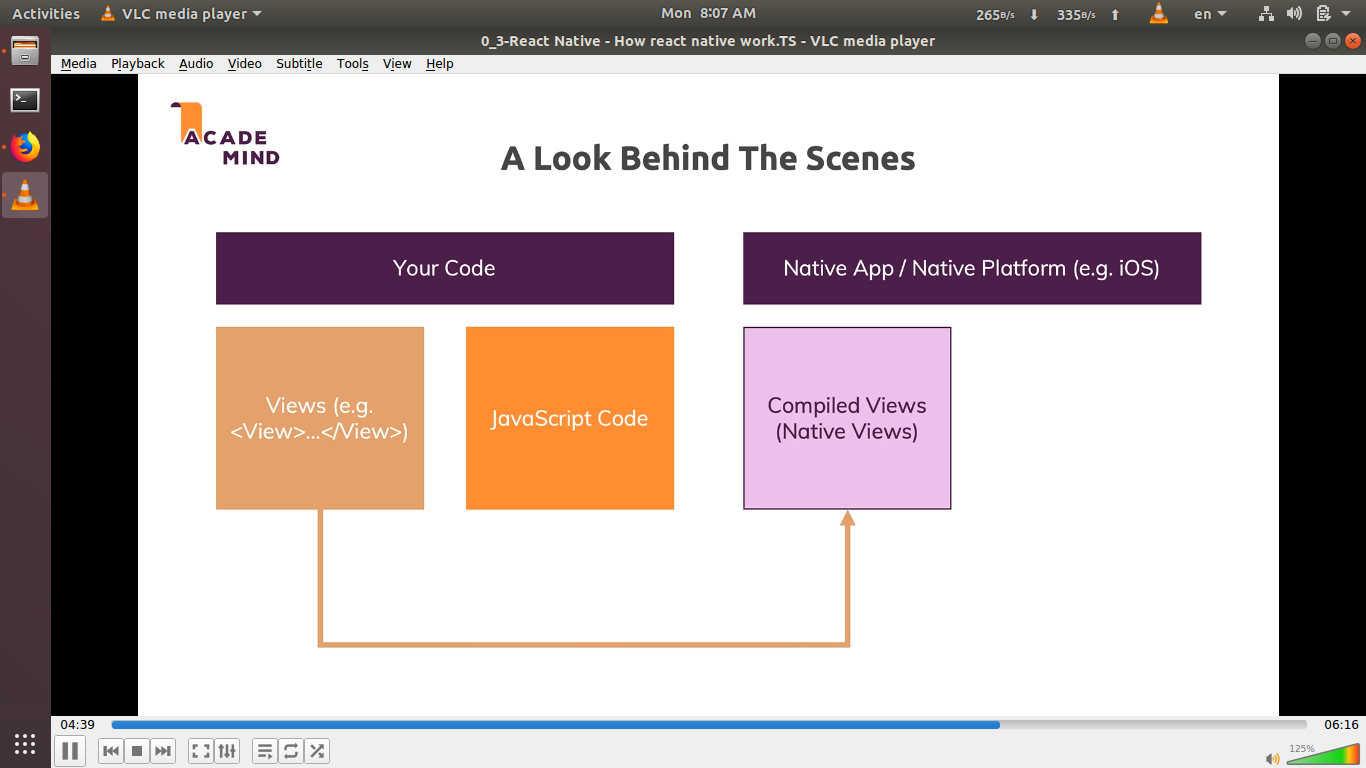 Activities VLC media player Mon 8:07 AM 265B/s 335B/s en
0_3-React Native - How react native work.TS - VLC media player
Media Playback Audio Video Subtitle Tools View Help
ACADE
MIND
A Look Behind The Scenes
Your Code
Native App / Native Platform (e.g. iOS)
Views (e.g.
<View>...</View>)
JavaScript Code
Compiled Views
(Native Views)
04:39 06:16
125%